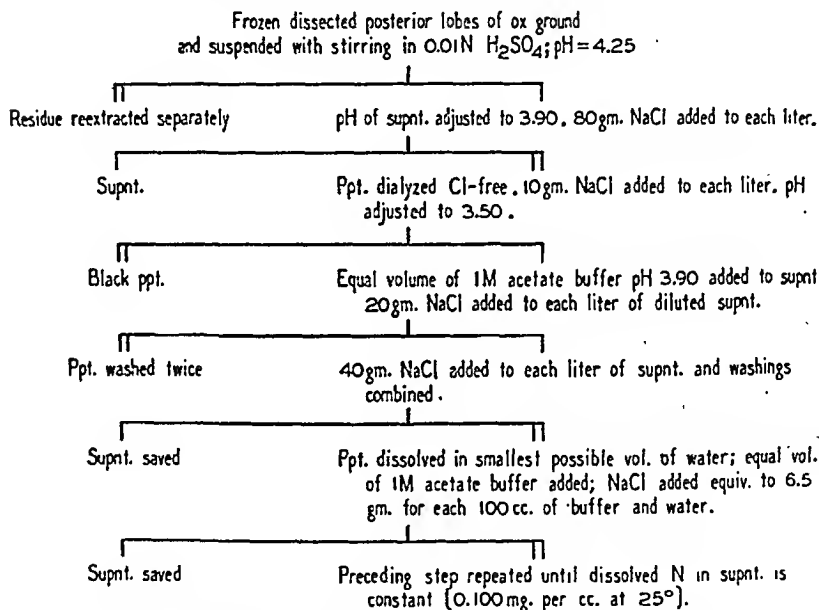 Frozen dissected posterior lobes of ox ground
and suspended with stirring in 0.01N H₂SO₄; pH = 4.25
Residue reextracted separately
pH of supnt. adjusted to 3.90. 80gm. NaCl added to each liter.
Supnt.
Ppt. dialyzed Cl-free. 10gm. NaCl added to each liter. pH
adjusted to 3.50.
Black ppt.
Equal volume of 1M acetate buffer pH 3.90 added to supnt
20gm. NaCl added to each liter of diluted supnt.
Ppt. washed twice
40gm. NaCl added to each liter of supnt. and washings
combined.
Supnt. saved
Ppt. dissolved in smallest possible vol. of water; equal vol.
of 1M acetate buffer added; NaCl added equiv. to 6.5
gm. for each 100cc. of buffer and water.
Supnt. saved
Preceding step repeated until dissolved N in supnt. is
constant (0.100 mg. per cc. at 25°).